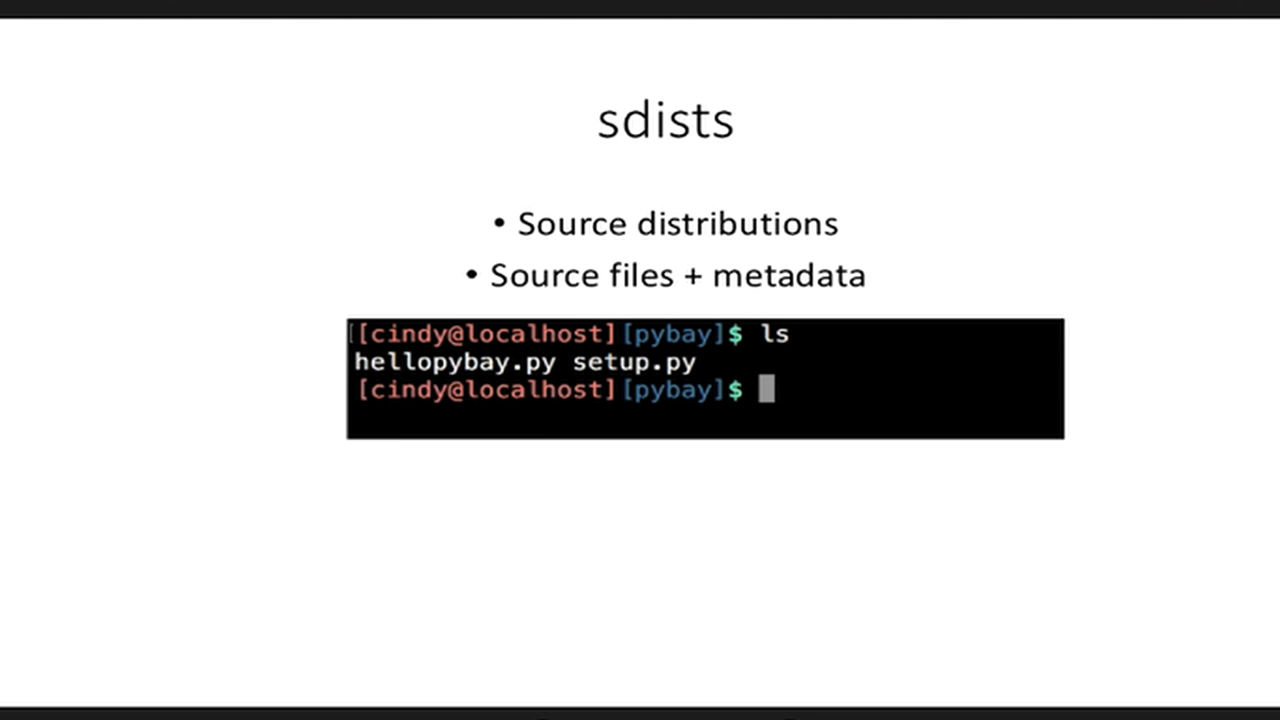 sdists
• Source distributions
• Source files + metadata
[[cindy@localhost][pybay]$ ls
hellopybay.py setup.py
[cindy@localhost][pybay]$